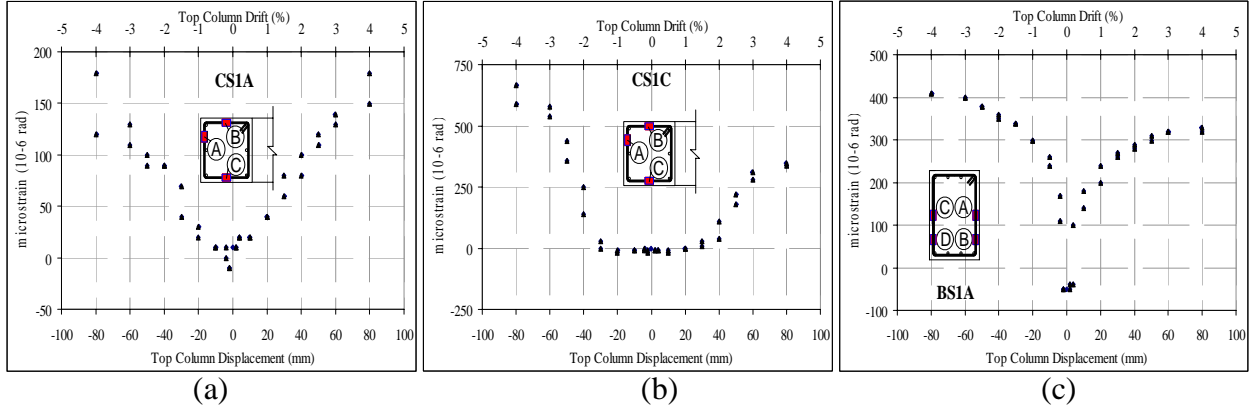 Top Column Drift (%)
-5 -4 -3 -2 -1 0 1 2 3 4 5
200
150
100
50
0
-50
microstrain (10-6 rad)
CS1A
A
B
C
-100 -80 -60 -40 -20 0 20 40 60 80 100
Top Column Displacement (mm)
(a)
Top Column Drift (%)
-5 -4 -3 -2 -1 0 1 2 3 4 5
750
500
250
0
-250
microstrain (10-6 rad)
CS1C
A
B
C
-100 -80 -60 -40 -20 0 20 40 60 80 100
Top Column Displacement (mm)
(b)
Top Column Drift (%)
-5 -4 -3 -2 -1 0 1 2 3 4 5
500
400
300
200
100
0
-100
microstrain (10-6 rad)
C A
D B
BS1A
-100 -80 -60 -40 -20 0 20 40 60 80 100
Top Column Displacement (mm)
(c)